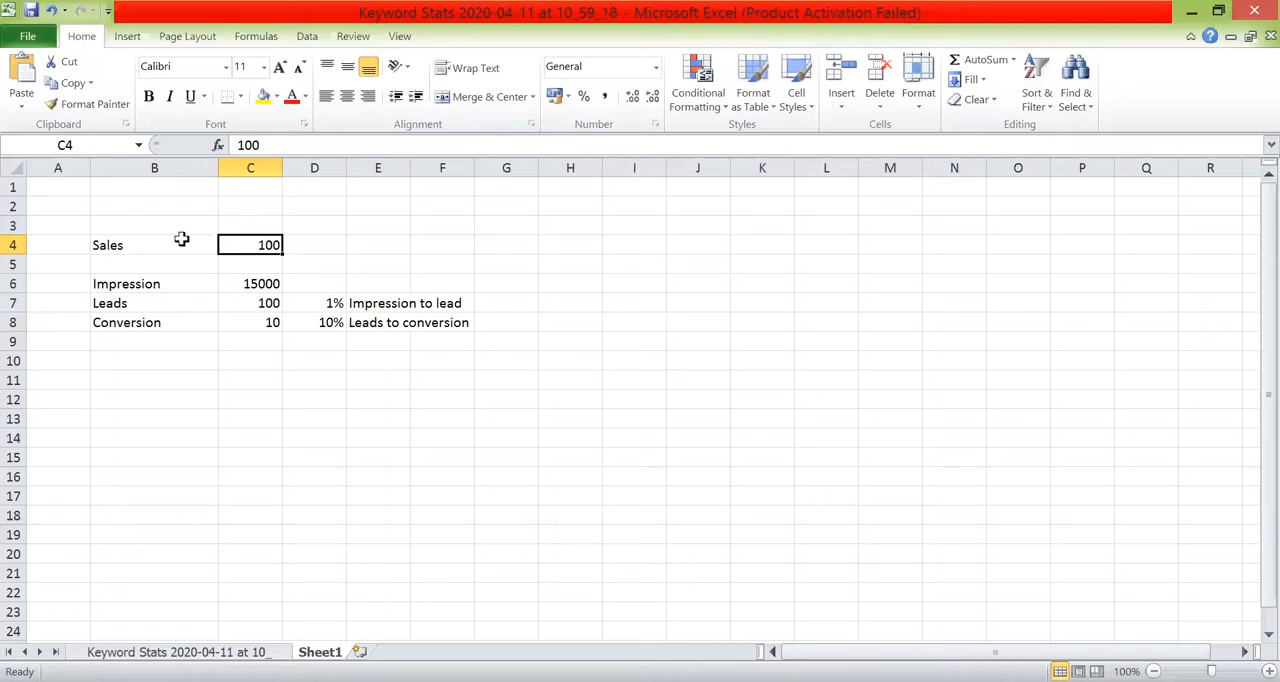 Keyword Stats 2020-04-11 at 10_59_18 - Microsoft Excel (Product Activation Failed)
File Home Insert Page Layout Formulas Data Review View
Cut
Copy
Format Painter
Paste
Clipboard
Calibri 11
B I U
Font
Wrap Text
Merge & Center
Alignment
General
%
Number
Conditional Formatting
Format as Table
Cell Styles
Styles
Insert Delete Format
Cells
AutoSum
Fill
Clear
Sort & Filter
Find & Select
Editing
C4 fx 100
A B C D E F G H I J K L M N O P Q R
1
2
3
4 Sales 100
5
6 Impression 15000
7 Leads 100 1% Impression to lead
8 Conversion 10 10% Leads to conversion
9
10
11
12
13
14
15
16
17
18
19
20
21
22
23
24
Keyword Stats 2020-04-11 at 10_ Sheet1
Ready 100%